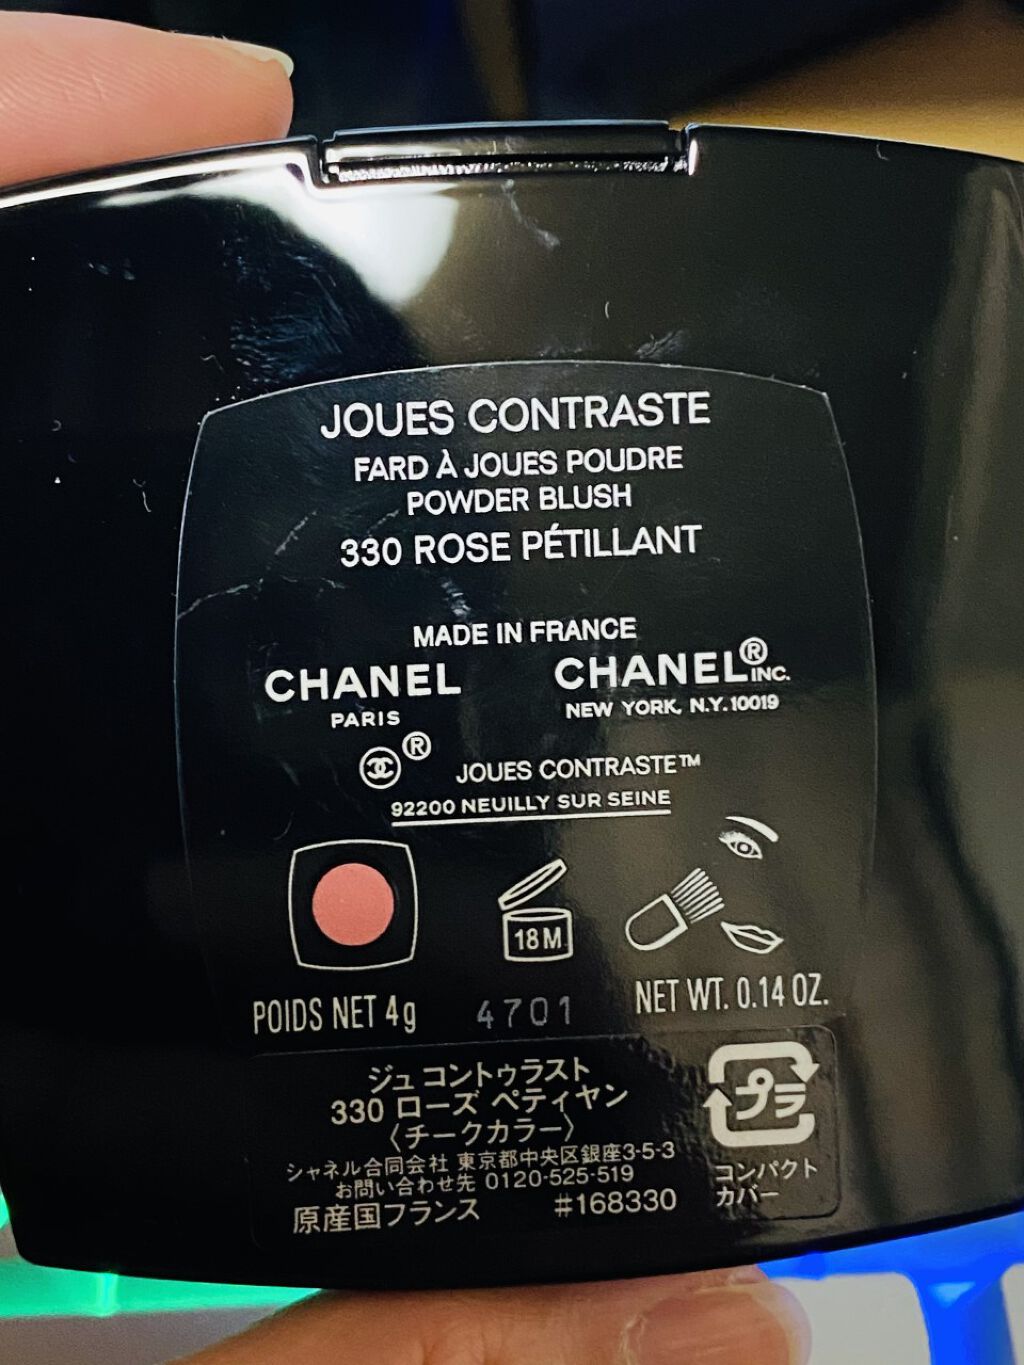 JOUES CONTRASTE
FARD À JOUES POUDRE
POWDER BLUSH
330 ROSE PÉTILLANT
MADE IN FRANCE
CHANEL
PARIS
CHANEL® INC.
NEW YORK, N.Y. 10019
®
JOUES CONTRASTE™
92200 NEUILLY SUR SEINE
18M
POIDS NET 4g
4701
NET WT. 0.14 OZ.
ジュ コントゥラスト
330 ローズ ペティヤン
〈チークカラー〉
シャネル合同会社 東京都中央区銀座3-5-3
お問い合わせ先 0120-525-519
原産国フランス #168330
プラ
コンパクト
カバー